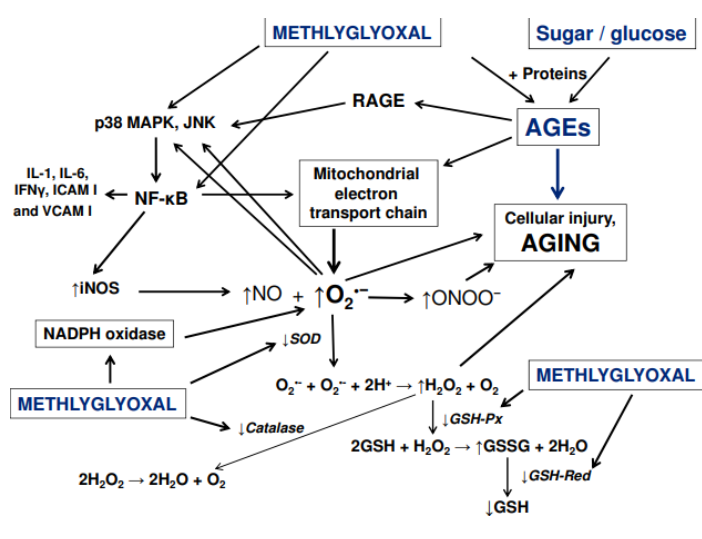 METHLYGLYOXAL
Sugar / glucose
+ Proteins
RAGE
p38 MAPK, JNK
AGEs
IL-1, IL-6,
IFNγ, ICAM I
and VCAM I
NF-κB
Mitochondrial
electron
transport chain
Cellular injury,
AGING
↑iNOS
↑NO + ↑O₂•– → ↑ONOO⁻
NADPH oxidase
↓SOD
METHLYGLYOXAL
O₂•– + O₂•– + 2H⁺ → ↑H₂O₂ + O₂
METHLYGLYOXAL
↓Catalase
↓GSH-Px
2GSH + H₂O₂ → ↑GSSG + 2H₂O
2H₂O₂ → 2H₂O + O₂
↓GSH-Red
↓GSH